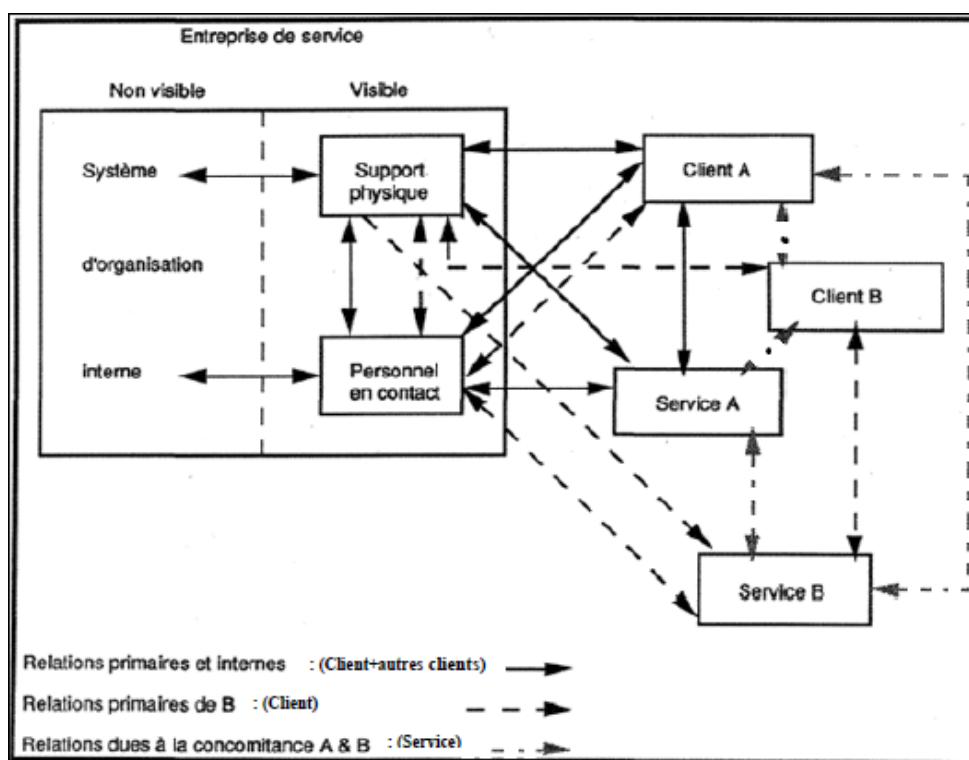 Entreprise de service
Non visible
Visible
Système
Support
physique
Client A
d'organisation
Client B
interne
Personnel
en contact
Service A
Service B
Relations primaires et internes : (Client+autres clients)
Relations primaires de B : (Client)
Relations dues à la concomitance A & B : (Service)